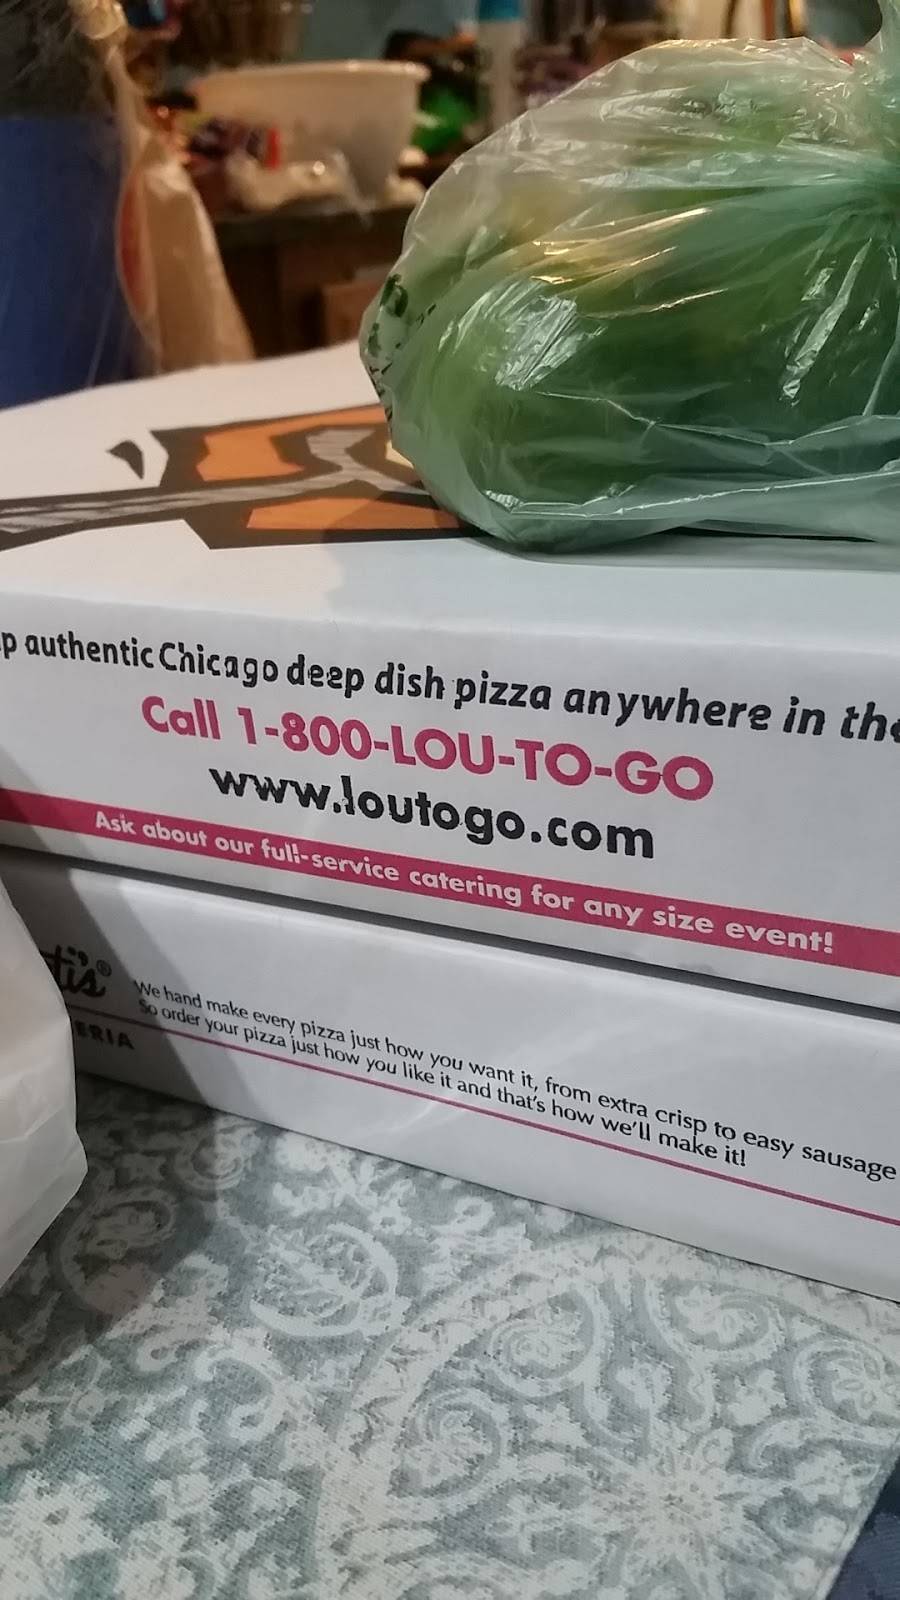 authentic Chicago deep dish pizza anywhere in
Call 1-800-LOU-TO-GO
www.loutogo.com
Ask about our full-service catering for any size event!
We hand make every pizza just how you want it, from extra crisp to easy sausage
So order your pizza just how you like it and that's how we'll make it!